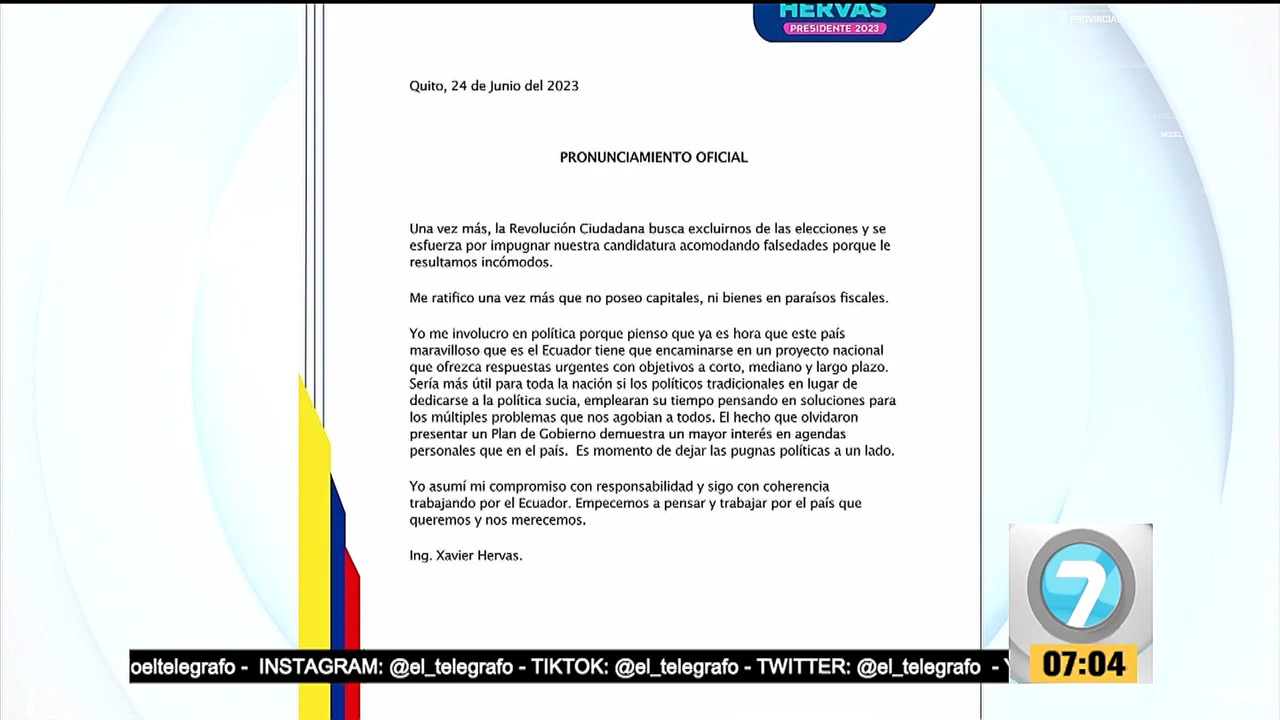 HERVAS
PRESIDENTE 2023
PROVINCIAS
Quito, 24 de Junio del 2023
PRONUNCIAMIENTO OFICIAL
Una vez más, la Revolución Ciudadana busca excluirnos de las elecciones y se
esfuerza por impugnar nuestra candidatura acomodando falsedades porque le
resultamos incómodos.
Me ratifico una vez más que no poseo capitales, ni bienes en paraísos fiscales.
Yo me involucro en política porque pienso que ya es hora que este país
maravilloso que es el Ecuador tiene que encaminarse en un proyecto nacional
que ofrezca respuestas urgentes con objetivos a corto, mediano y largo plazo.
Sería más útil para toda la nación si los políticos tradicionales en lugar de
dedicarse a la política sucia, emplearan su tiempo pensando en soluciones para
los múltiples problemas que nos agobian a todos. El hecho que olvidaron
presentar un Plan de Gobierno demuestra un mayor interés en agendas
personales que en el país. Es momento de dejar las pugnas políticas a un lado.
Yo asumí mi compromiso con responsabilidad y sigo con coherencia
trabajando por el Ecuador. Empecemos a pensar y trabajar por el país que
queremos y nos merecemos.
Ing. Xavier Hervas.
7
07:04
oeltelegrafo - INSTAGRAM: @el_telegrafo - TIKTOK: @el_telegrafo - TWITTER: @el_telegrafo - Y